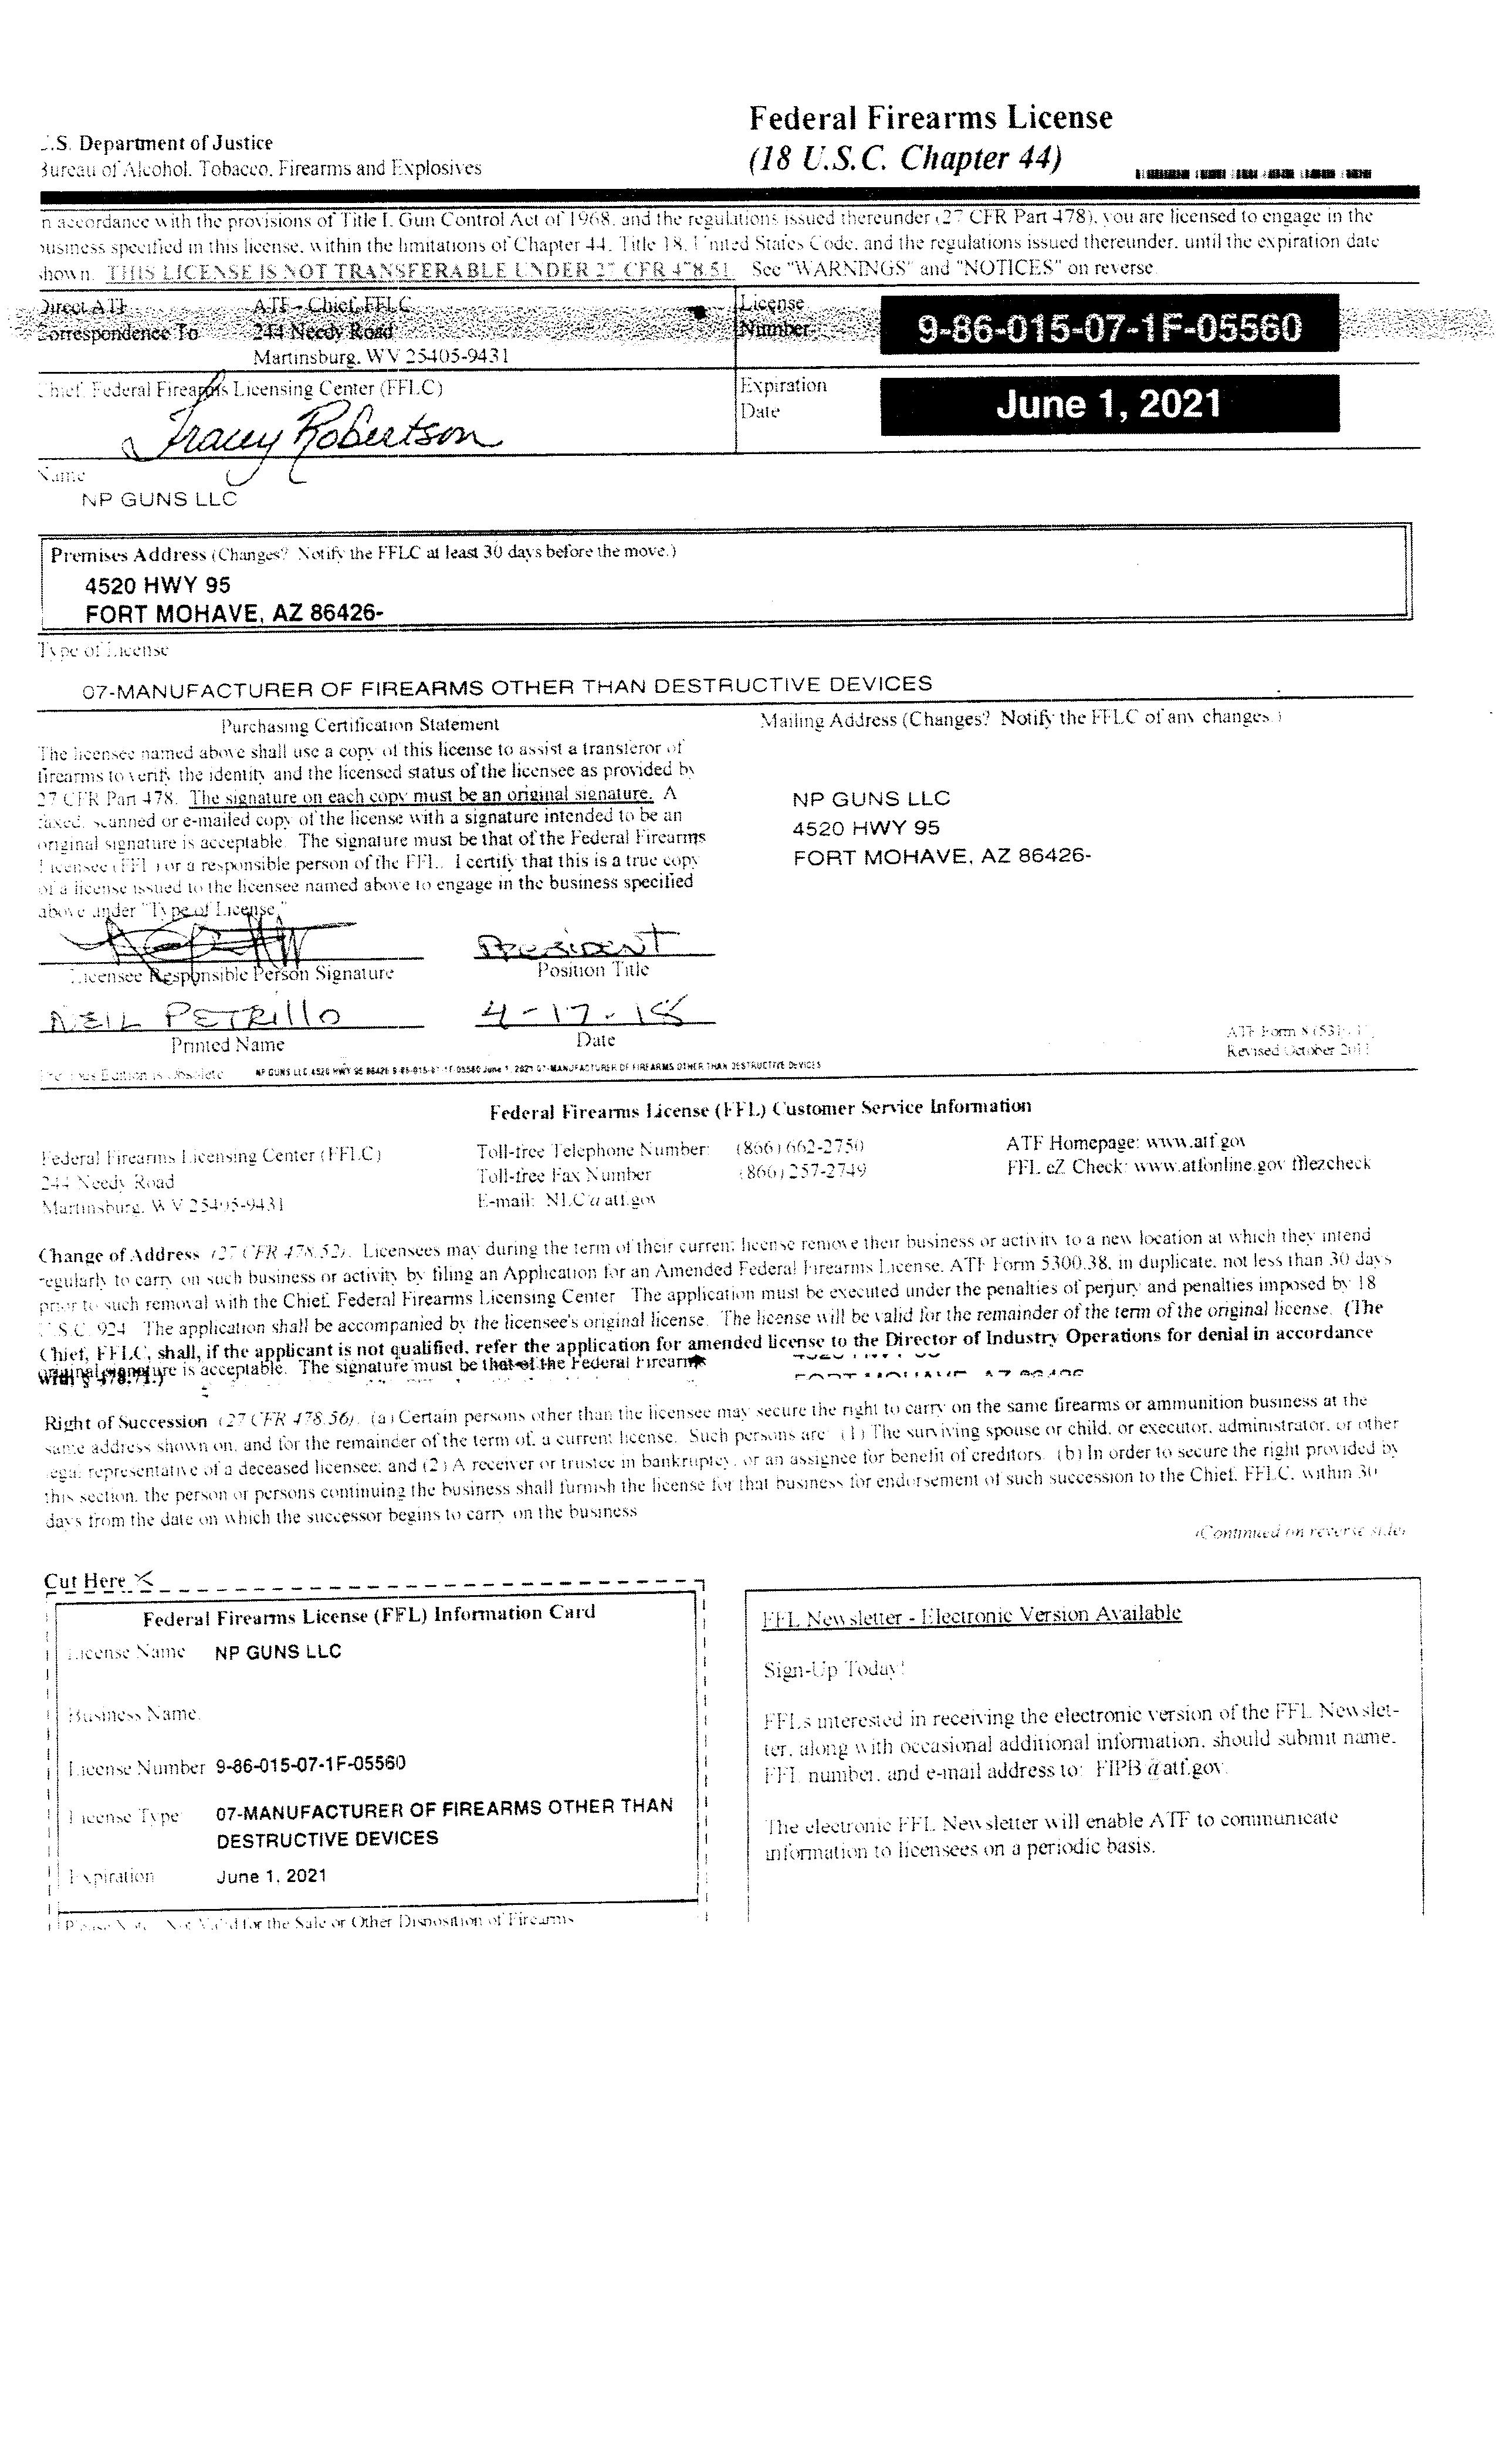 .S. Department of Justice
Bureau of Alcohol, Tobacco, Firearms and Explosives
Federal Firearms License
(18 U.S.C. Chapter 44)
n accordance with the provisions of Title I, Gun Control Act of 1968, and the regulations issued thereunder (27 CFR Part 478), you are licensed to engage in the
business specified in this license, within the limitations of Chapter 44, Title 18, United States Code, and the regulations issued thereunder, until the expiration date
shown. THIS LICENSE IS NOT TRANSFERABLE UNDER 27 CFR 478.51. See "WARNINGS" and "NOTICES" on reverse.
Direct ATF ATF - Chief, FFLC
Correspondence To 244 Needy Road
Martinsburg, WV 25405-9431
License
Number
9-86-015-07-1F-05560
Chief, Federal Firearms Licensing Center (FFLC)
Tracey Robertson
Expiration
Date
June 1, 2021
Name
NP GUNS LLC
Premises Address (Changes? Notify the FFLC at least 30 days before the move.)
4520 HWY 95
FORT MOHAVE, AZ 86426-
Type of License
07-MANUFACTURER OF FIREARMS OTHER THAN DESTRUCTIVE DEVICES
Purchasing Certification Statement
The licensee named above shall use a copy of this license to assist a transferor of
firearms to verify the identity and the licensed status of the licensee as provided by
27 CFR Part 478. The signature on each copy must be an original signature. A
faxed, scanned or e-mailed copy of the license with a signature intended to be an
original signature is acceptable. The signature must be that of the Federal Firearms
Licensee (FFL) or a responsible person of the FFL. I certify that this is a true copy
of a license issued to the licensee named above to engage in the business specified
above under "Type of License."
Mailing Address (Changes? Notify the FFLC of any changes.)
NP GUNS LLC
4520 HWY 95
FORT MOHAVE, AZ 86426-
PRESIDENT
Licensee Responsible Person Signature Position Title
NEIL PETRILLO 4-17-18
Printed Name Date
ATF Form 8 (5310.11)
Revised October 2011
Previous Edition is Obsolete NP GUNS LLC 4520 HWY 95 86426 9-86-015-07-1F-05560 June 1, 2021 07-MANUFACTURER OF FIREARMS OTHER THAN DESTRUCTIVE DEVICES
Federal Firearms License (FFL) Customer Service Information
Federal Firearms Licensing Center (FFLC)
244 Needy Road
Martinsburg, WV 25405-9431
Toll-free Telephone Number: (866) 662-2750
Toll-free Fax Number (866) 257-2749
E-mail: NLC@atf.gov
ATF Homepage: www.atf.gov
FFL eZ Check: www.atfonline.gov/fflezcheck
Change of Address (27 CFR 478.52). Licensees may during the term of their current license remove their business or activity to a new location at which they intend
regularly to carry on such business or activity by filing an Application for an Amended Federal Firearms License, ATF Form 5300.38, in duplicate, not less than 30 days
prior to such removal with the Chief, Federal Firearms Licensing Center. The application must be executed under the penalties of perjury and penalties imposed by 18
U.S.C. 924. The application shall be accompanied by the licensee's original license. The license will be valid for the remainder of the term of the original license. (The
Chief, FFLC, shall, if the applicant is not qualified, refer the application for amended license to the Director of Industry Operations for denial in accordance
with § 478.71.)
is acceptable. The signature must be that of the Federal Firearms
Right of Succession (27 CFR 478.56). (a) Certain persons other than the licensee may secure the right to carry on the same firearms or ammunition business at the
same address shown on, and for the remainder of the term of, a current license. Such persons are: (1) The surviving spouse or child, or executor, administrator, or other
legal representative of a deceased licensee; and (2) A receiver or trustee in bankruptcy, or an assignee for benefit of creditors. (b) In order to secure the right provided by
this section, the person or persons continuing the business shall furnish the license for that business for endorsement of such succession to the Chief, FFLC, within 30
days from the date on which the successor begins to carry on the business
(Continued on reverse side)
Cut Here
Federal Firearms License (FFL) Information Card
License Name NP GUNS LLC
Business Name:
License Number 9-86-015-07-1F-05560
License Type: 07-MANUFACTURER OF FIREARMS OTHER THAN
DESTRUCTIVE DEVICES
Expiration June 1, 2021
Please Note: Not Valid for the Sale or Other Disposition of Firearms
FFL Newsletter - Electronic Version Available
Sign-Up Today!
FFLs interested in receiving the electronic version of the FFL Newslet-
ter, along with occasional additional information, should submit name,
FFL number, and e-mail address to: FIPB@atf.gov.
The electronic FFL Newsletter will enable ATF to communicate
information to licensees on a periodic basis.